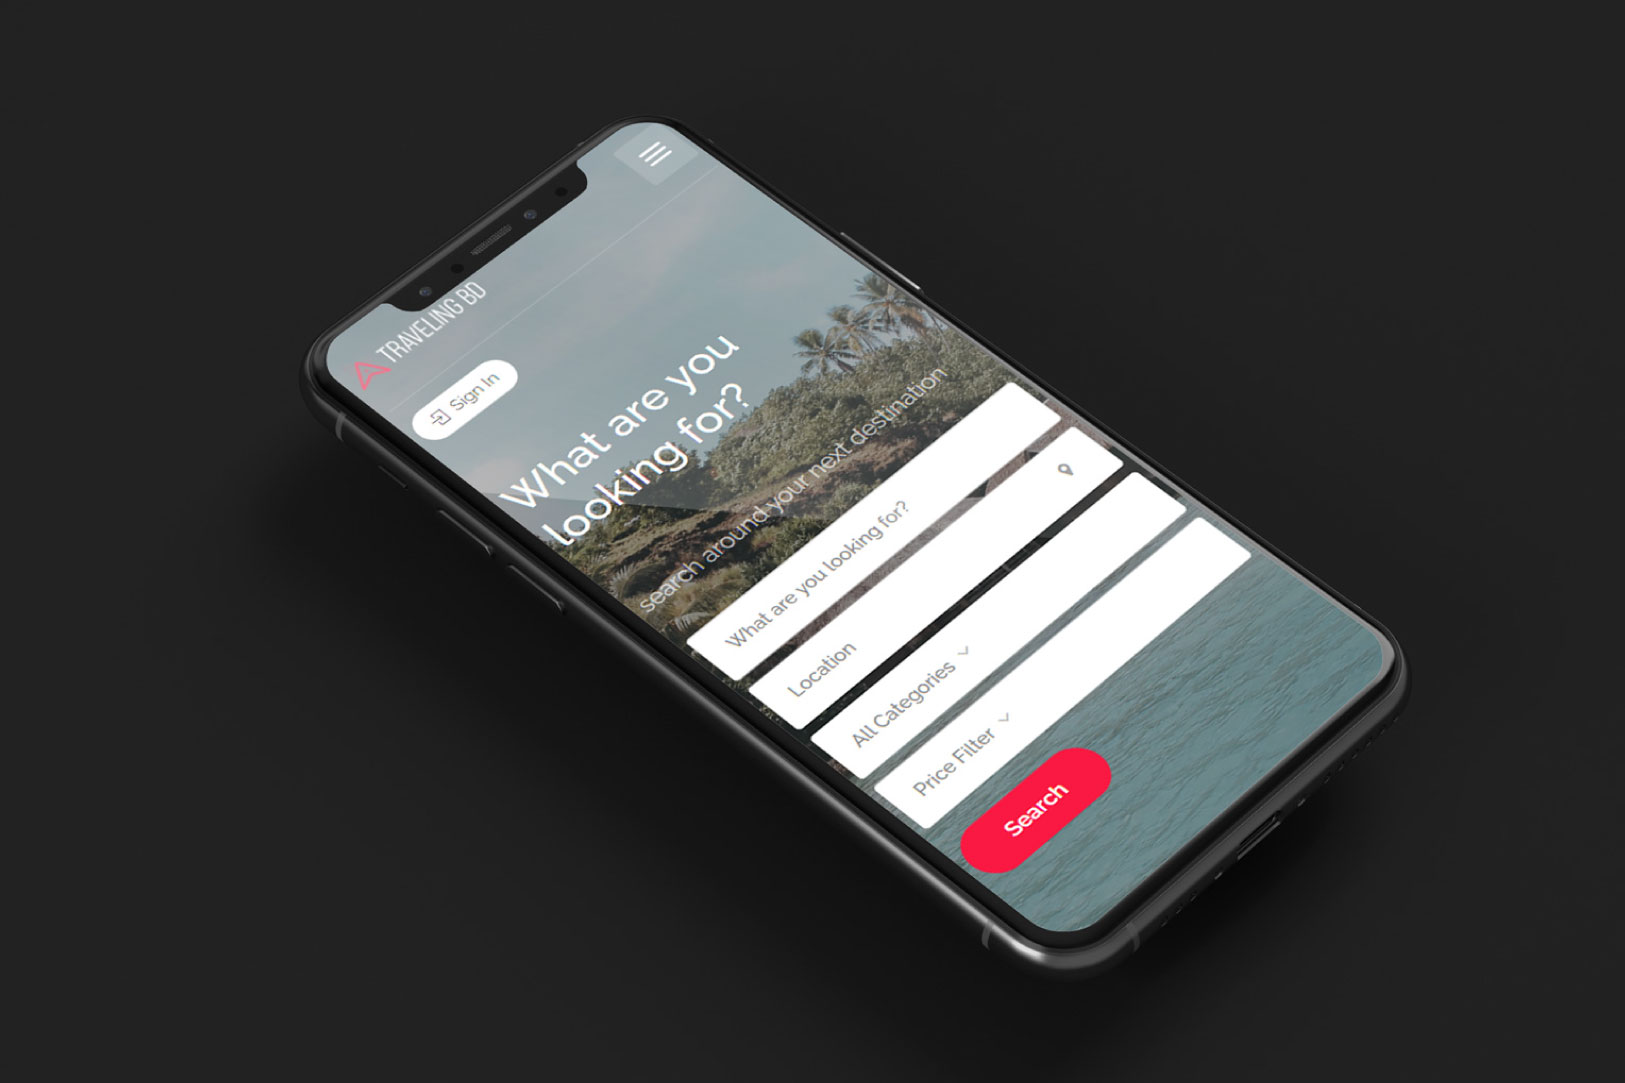 TRAVELING BD
Sign In
What are you
looking for?
search around your next destination
What are you looking for?
Location
All Categories
Price Filter
Search